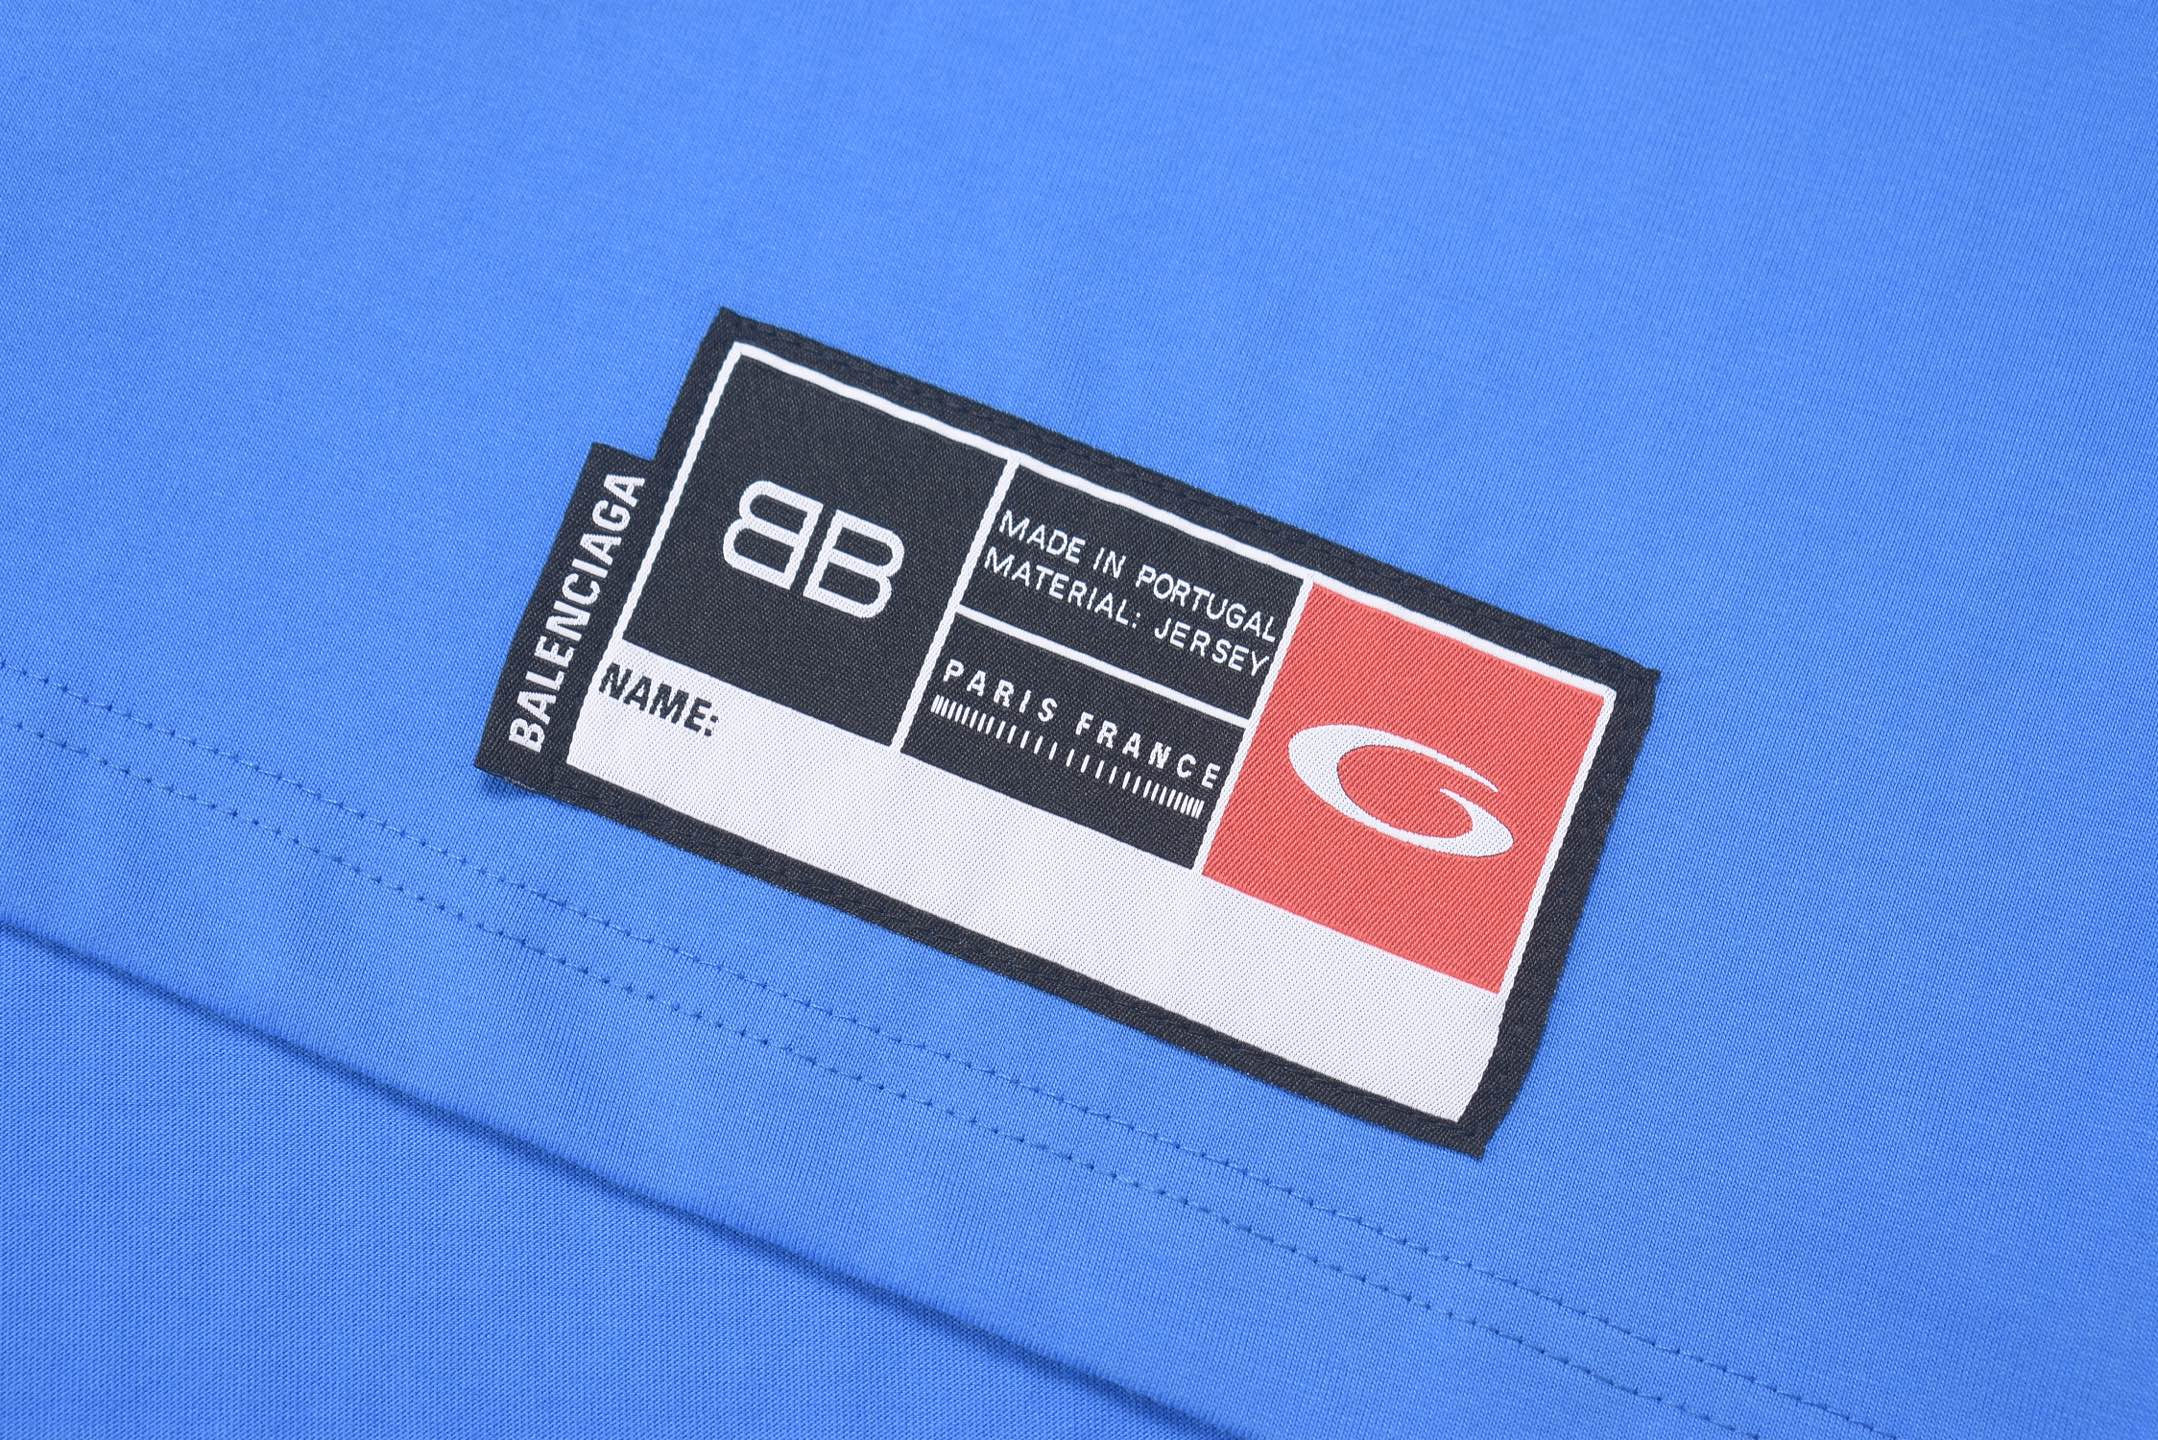 BALENCIAGA
BB
MADE IN PORTUGAL
MATERIAL: JERSEY
PARIS FRANCE
G
NAME: